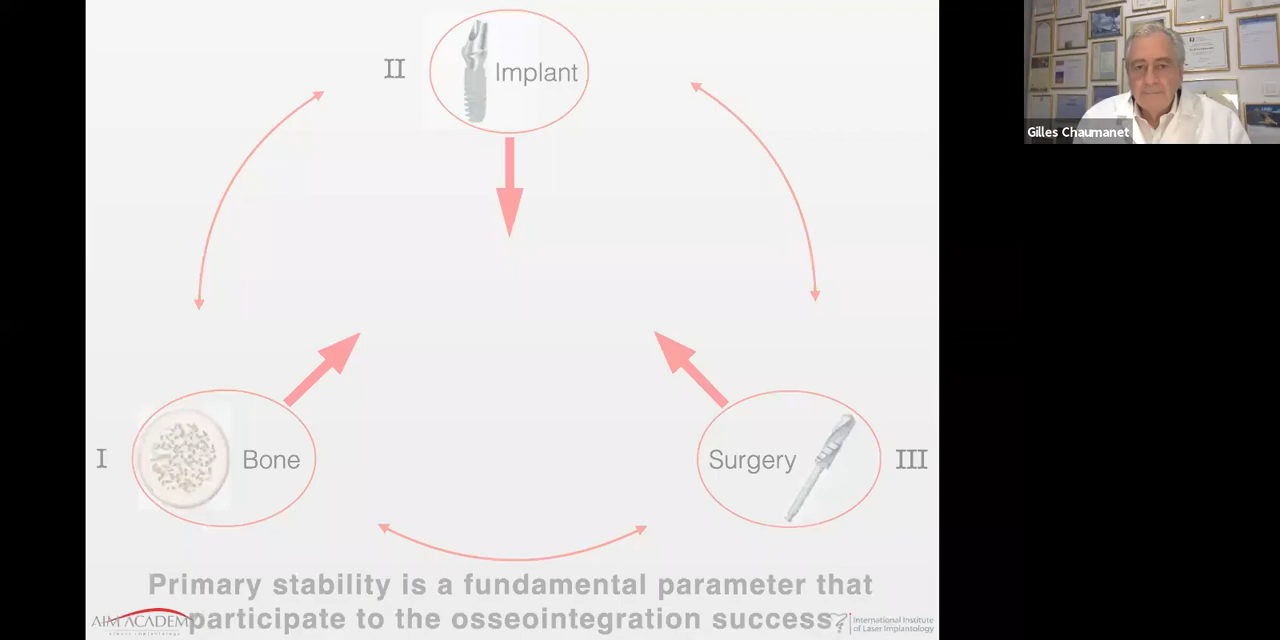 II
Implant
Gilles Chaumanet
I
Bone
Surgery
III
Primary stability is a fundamental parameter that
participate to the osseointegration success
AIM ACADEMY
International Institute
of Laser Implantology